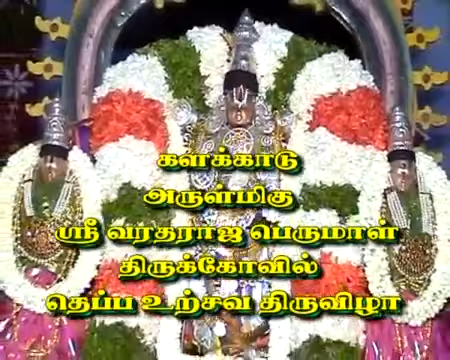 களக்காடு
அருள்மிகு
ஸ்ரீ வரதராஜ பெருமாள்
திருக்கோவில்
தெப்ப உற்சவ திருவிழா